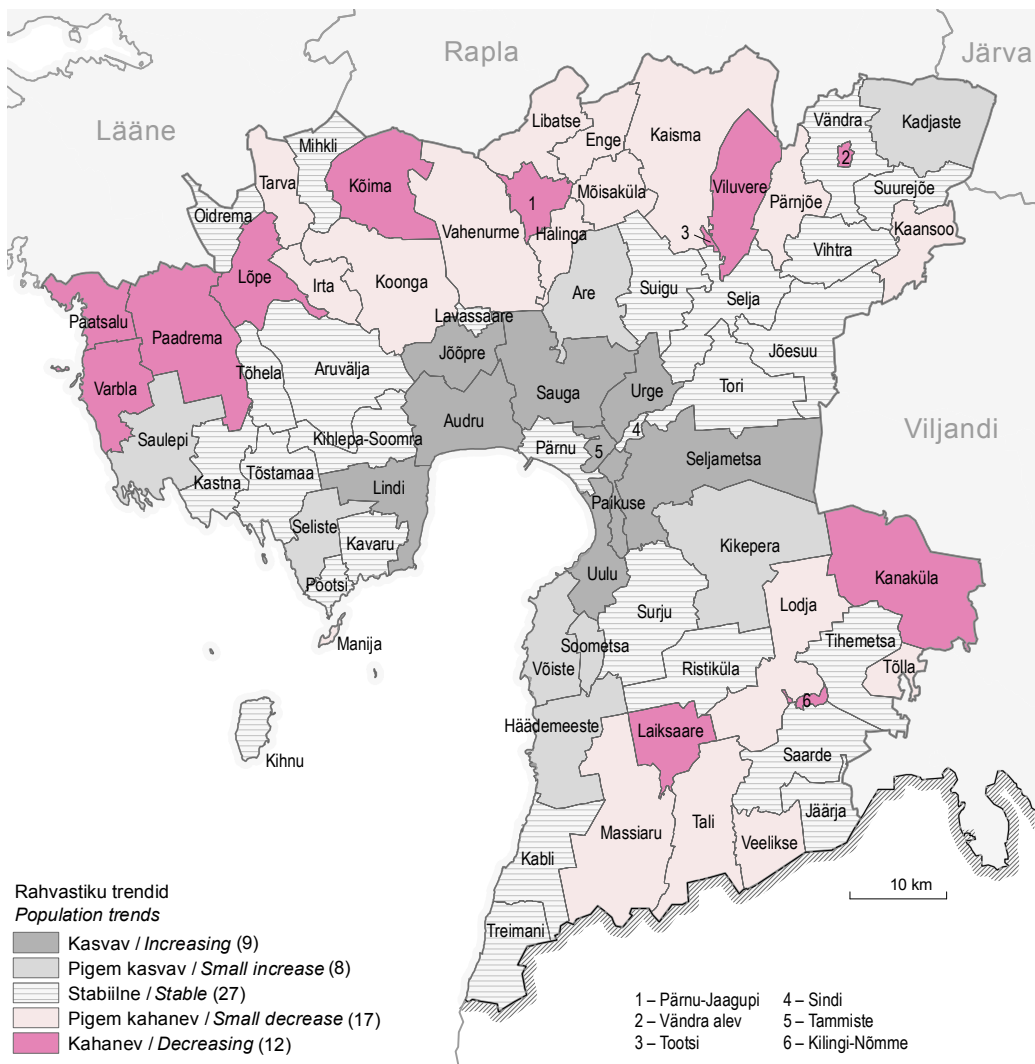 Rapla
Järva
Lääne
Viljandi
Libatse
Enge
Kaisma
Vändra
Kadjaste
Mihkli
Tarva
Kõima
Mõisaküla
Viluvere
2
Pärnjõe
Suurejõe
Oidrema
1
Vahenurme
Halinga
3
Vihtra
Kaansoo
Lõpe
Irta
Koonga
Are
Suigu
Selja
Paatsalu
Paadrema
Lavassaare
Jõõpre
Jõesuu
Varbla
Tõhela
Aruvälja
Sauga
Urge
Tori
Saulepi
Kihlepa-Soomra
Audru
Pärnu
4
5
Seljametsa
Kastna
Tõstamaa
Lindi
Paikuse
Seliste
Kavaru
Kikepera
Pootsi
Uulu
Kanaküla
Manija
Surju
Lodja
Võiste
Soometsa
Ristiküla
Tihemetsa
Tõlla
Häädemeeste
Laiksaare
6
Kihnu
Saarde
Massiaru
Tali
Jäärja
Veelikse
Kabli
Treimani
10 km
Rahvastiku trendid
Population trends
Kasvav / Increasing (9)
Pigem kasvav / Small increase (8)
Stabiilne / Stable (27)
Pigem kahanev / Small decrease (17)
Kahanev / Decreasing (12)
1 – Pärnu-Jaagupi
2 – Vändra alev
3 – Tootsi
4 – Sindi
5 – Tammiste
6 – Kilingi-Nõmme